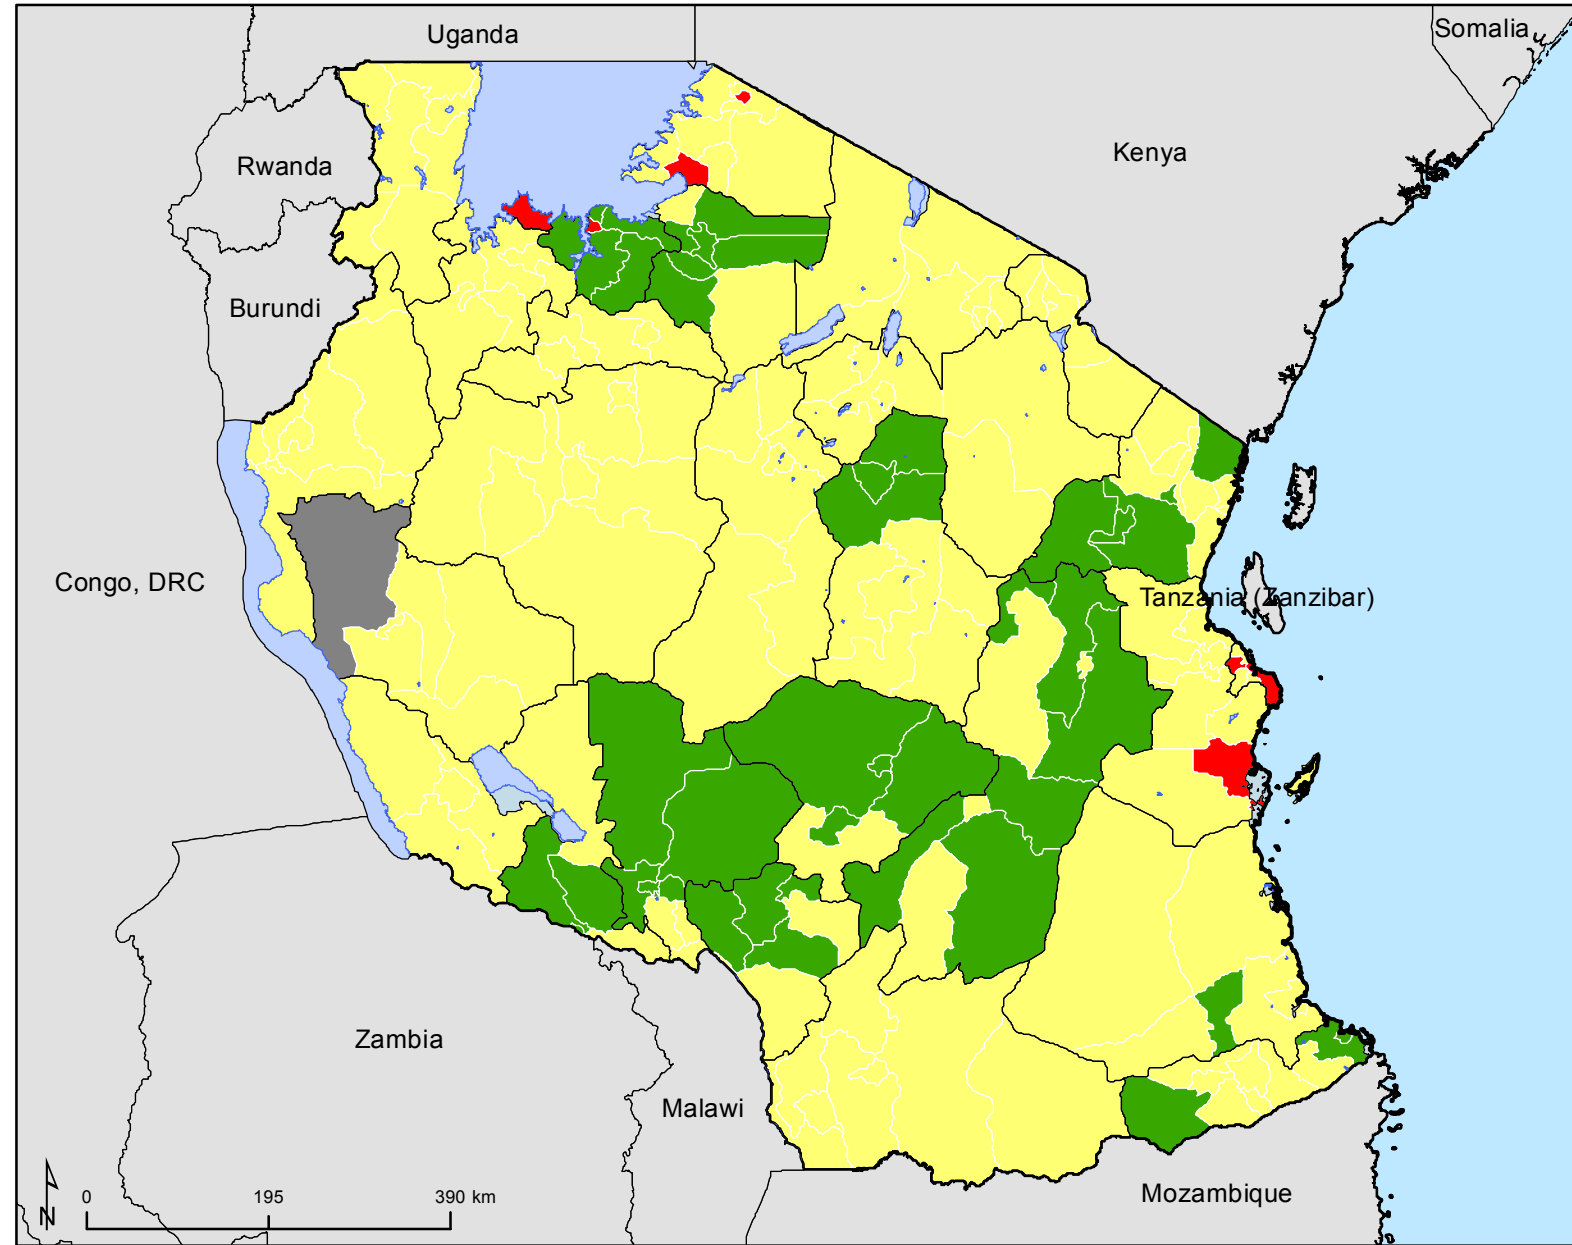 Uganda
Somalia
Kenya
Rwanda
Burundi
Congo, DRC
Tanzania (Zanzibar)
Zambia
Malawi
Mozambique
N
0 195 390 km